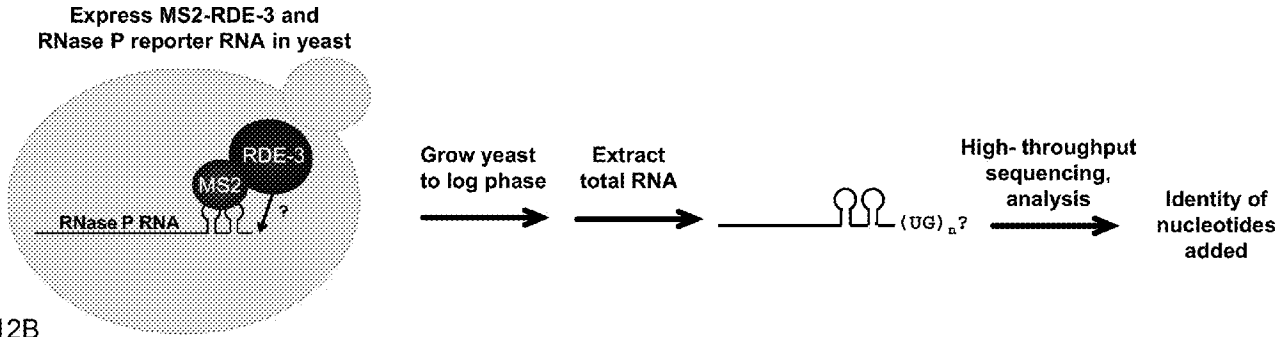 Express MS2-RDE-3 and
RNase P reporter RNA in yeast
RDE-3
MS2
?
RNase P RNA
Grow yeast
to log phase
Extract
total RNA
(UG)n?
High- throughput
sequencing,
analysis
Identity of
nucleotides
added
12B